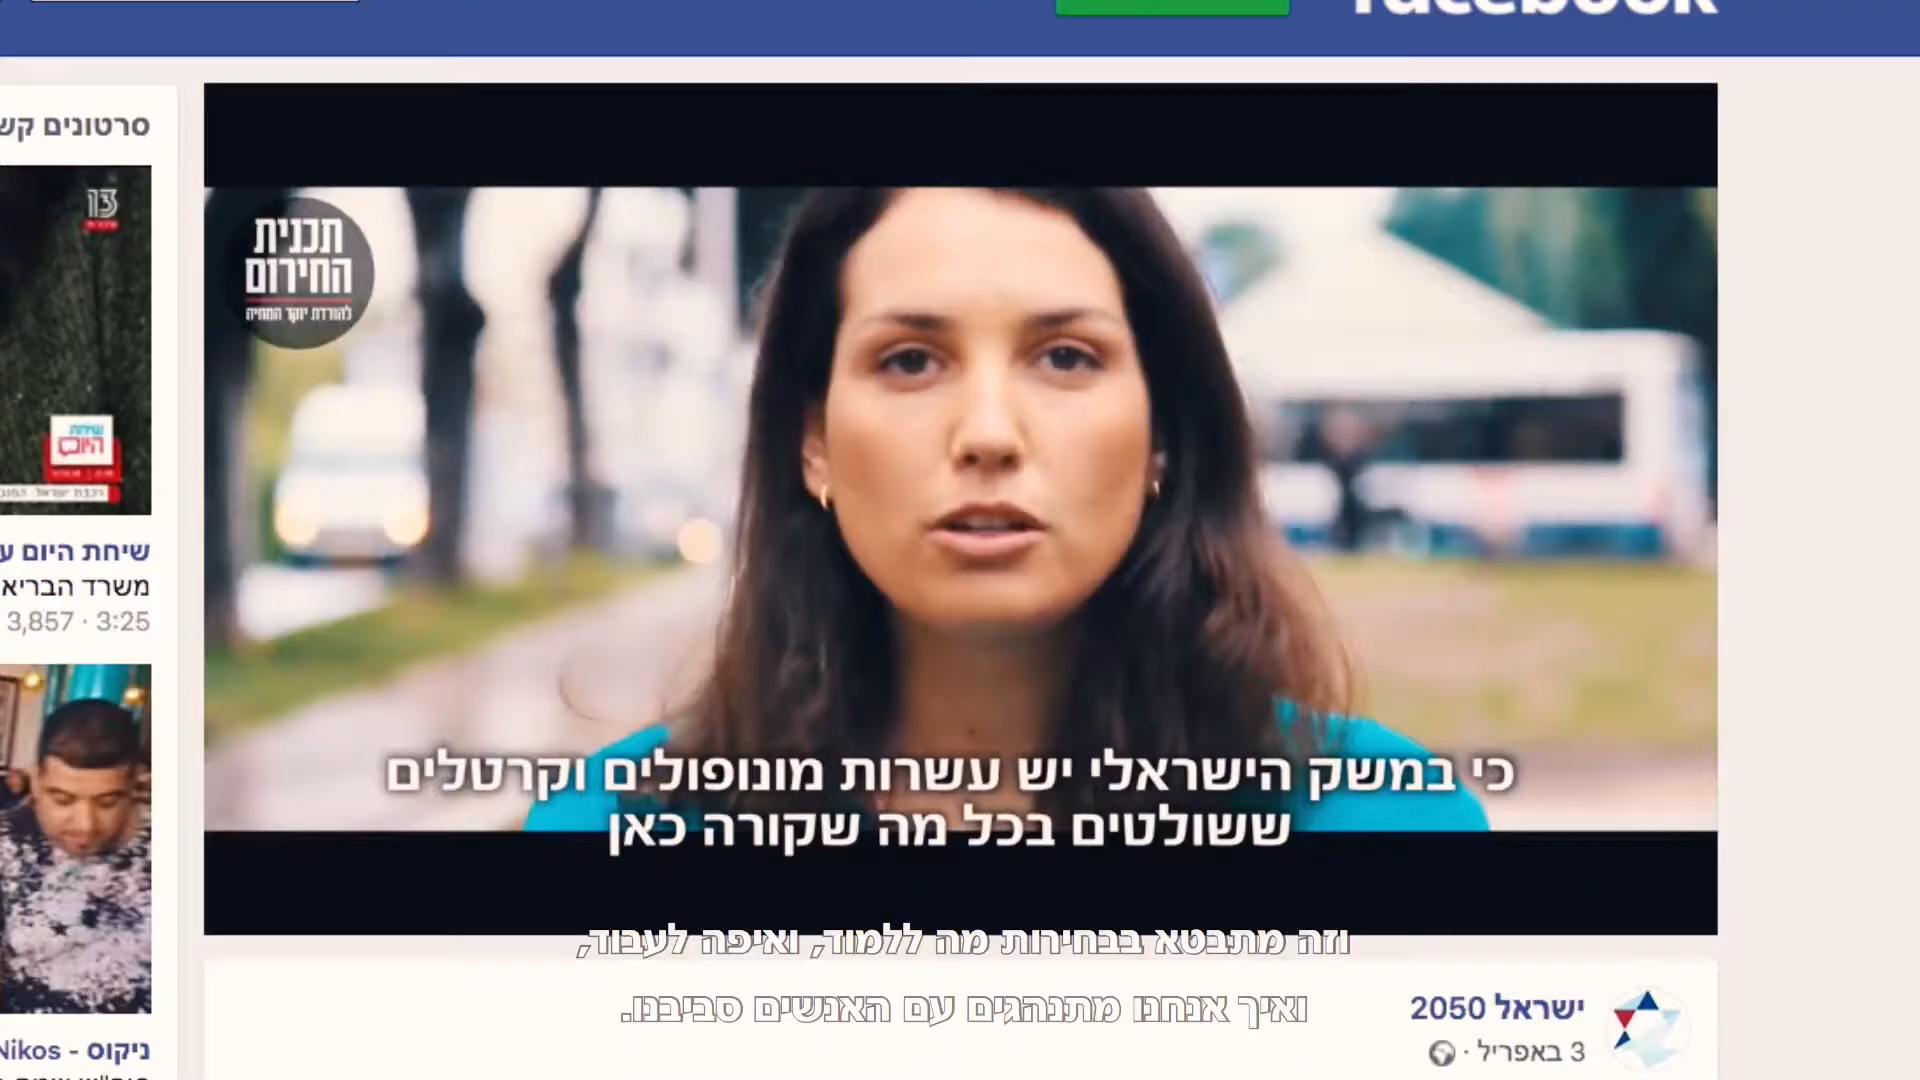 facebook
סרטונים קש
13
שיחת
היום
שיחת היום ע
משרד הבריא
3,857 · 3:25
ניקוס - Nikos
תכנית
החירום
להורדת יוקר המחיה
כי במשק הישראלי יש עשרות מונופולים וקרטלים
ששולטים בכל מה שקורה כאן
וזה מתבטא בבחירות מה ללמוד, ואיפה לעבוד,
ואיך אנחנו מתנהגים עם האנשים סביבנו.
ישראל 2050
3 באפריל ·